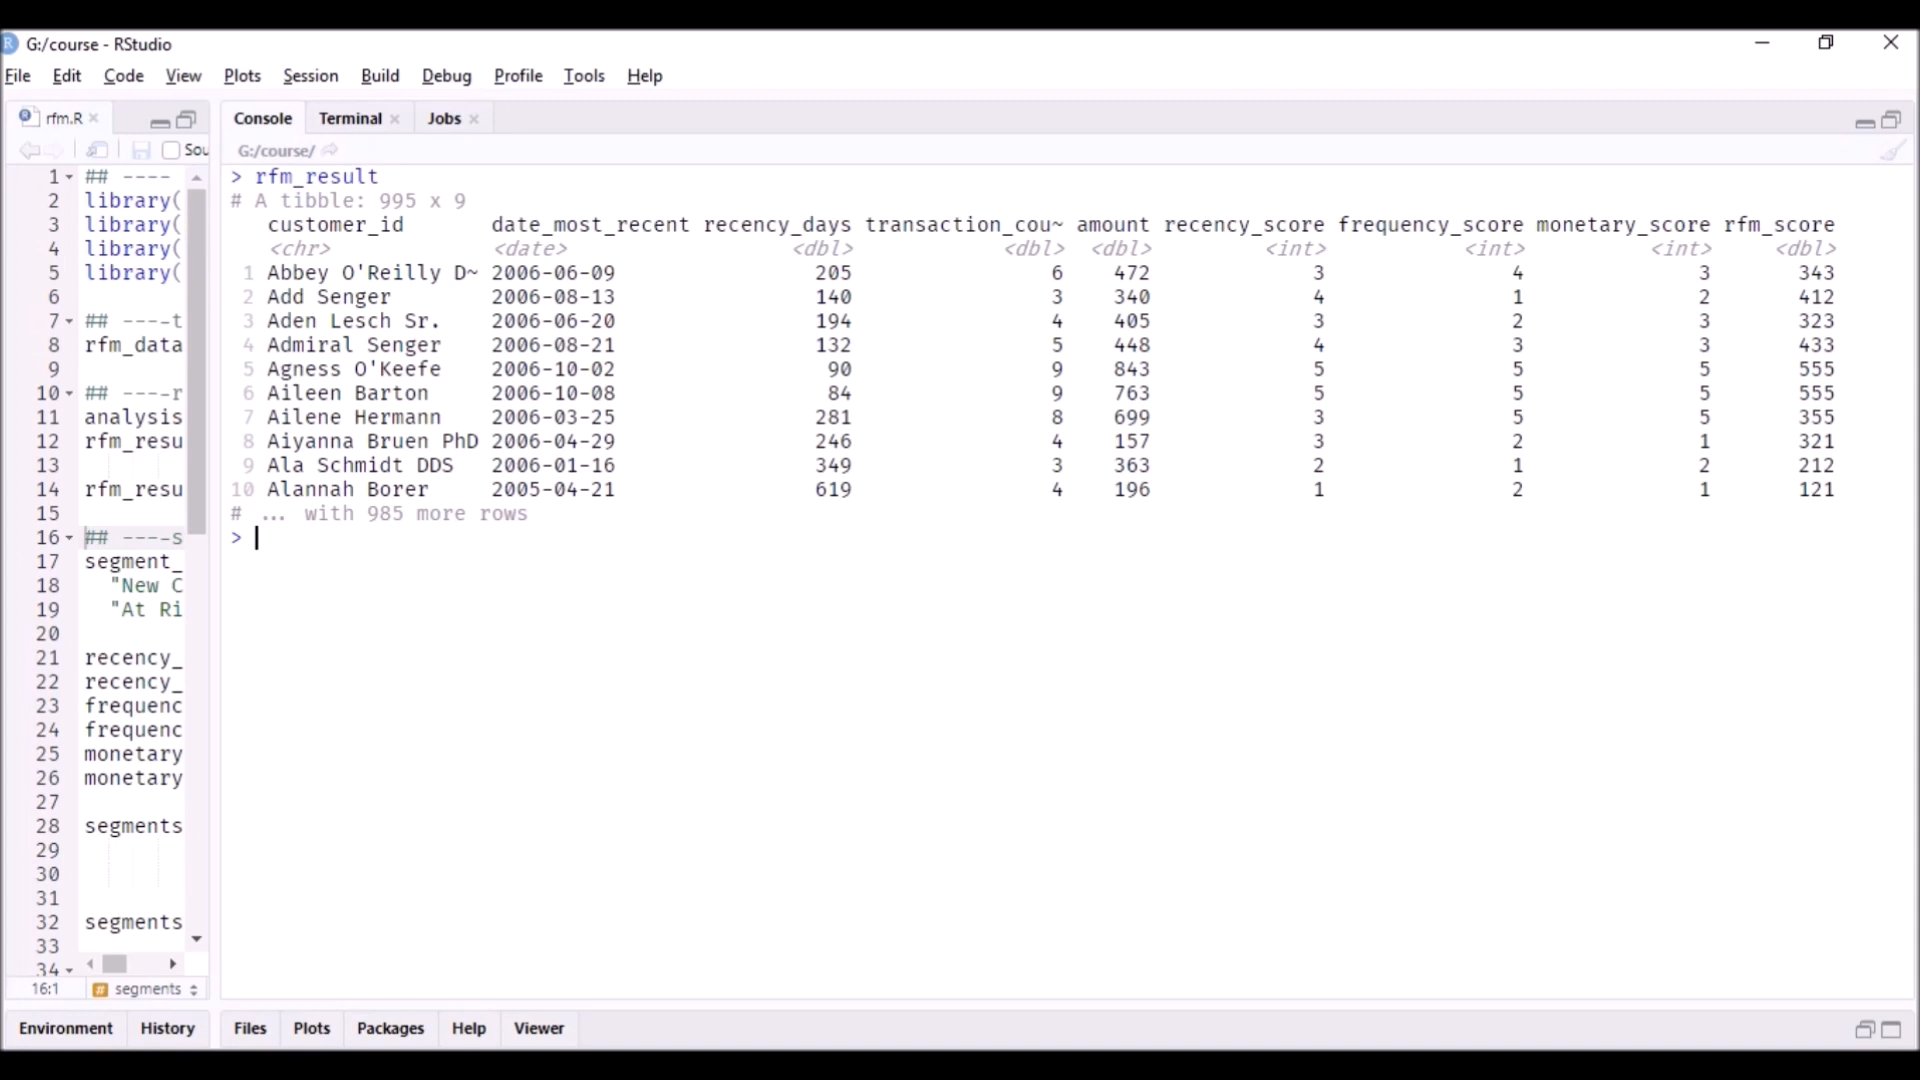 G:/course - RStudio
File Edit Code View Plots Session Build Debug Profile Tools Help
rfm.R
Sou
1 ## ----
2 library(
3 library(
4 library(
5 library(
6
7 ## ----t
8 rfm_data
9
10 ## ----r
11 analysis
12 rfm_resu
13
14 rfm_resu
15
16 ## ----s
17 segment_
18 "New C
19 "At Ri
20
21 recency_
22 recency_
23 frequenc
24 frequenc
25 monetary
26 monetary
27
28 segments
29
30
31
32 segments
33
34
16:1 # segments
Console Terminal Jobs
G:/course/
> rfm_result
# A tibble: 995 x 9
customer_id date_most_recent recency_days transaction_cou~ amount recency_score frequency_score monetary_score rfm_score
<chr> <date> <dbl> <dbl> <dbl> <int> <int> <int> <dbl>
1 Abbey O'Reilly D~ 2006-06-09 205 6 472 3 4 3 343
2 Add Senger 2006-08-13 140 3 340 4 1 2 412
3 Aden Lesch Sr. 2006-06-20 194 4 405 3 2 3 323
4 Admiral Senger 2006-08-21 132 5 448 4 3 3 433
5 Agness O'Keefe 2006-10-02 90 9 843 5 5 5 555
6 Aileen Barton 2006-10-08 84 9 763 5 5 5 555
7 Ailene Hermann 2006-03-25 281 8 699 3 5 5 355
8 Aiyanna Bruen PhD 2006-04-29 246 4 157 3 2 1 321
9 Ala Schmidt DDS 2006-01-16 349 3 363 2 1 2 212
10 Alannah Borer 2005-04-21 619 4 196 1 2 1 121
# ... with 985 more rows
>
Environment History Files Plots Packages Help Viewer